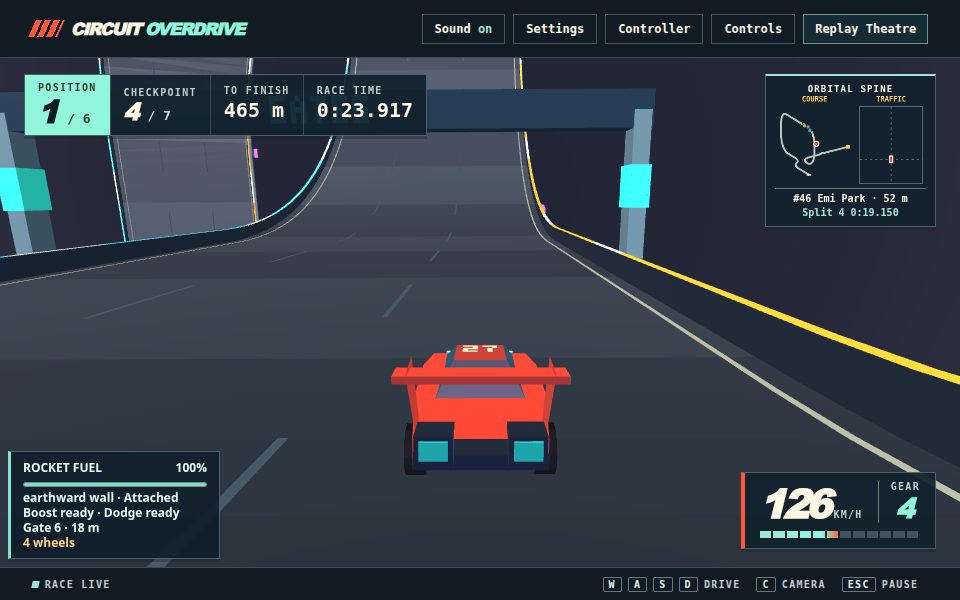 CIRCUIT OVERDRIVE
Sound on
Settings
Controller
Controls
Replay Theatre
POSITION
1 / 6
CHECKPOINT
4 / 7
TO FINISH
465 m
RACE TIME
0:23.917
ORBITAL SPINE
COURSE
TRAFFIC
#46 Emi Park · 52 m
Split 4 0:19.150
27
ROCKET FUEL 100%
earthward wall · Attached
Boost ready · Dodge ready
Gate 6 · 18 m
4 wheels
126 KM/H
GEAR
4
RACE LIVE
W A S D DRIVE
C CAMERA
ESC PAUSE